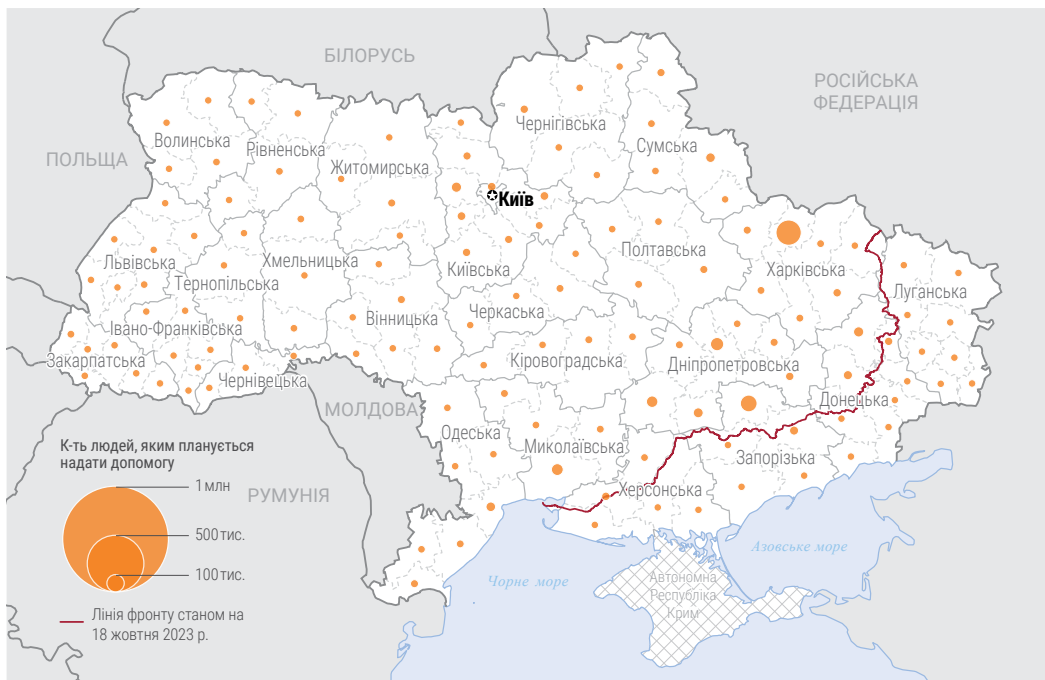 БІЛОРУСЬ
РОСІЙСЬКА
ФЕДЕРАЦІЯ
ПОЛЬЩА
Волинська
Рівненська
Житомирська
Чернігівська
Сумська
Київ
Львівська
Тернопільська
Хмельницька
Київська
Полтавська
Харківська
Луганська
Івано-Франківська
Закарпатська
Чернівецька
Вінницька
Черкаська
Кіровоградська
Дніпропетровська
Донецька
МОЛДОВА
Одеська
Миколаївська
Запорізька
Херсонська
РУМУНІЯ
К-ть людей, яким планується
надати допомогу
1 млн
500 тис.
100 тис.
Лінія фронту станом на
18 жовтня 2023 р.
Чорне море
Азовське море
Автономна
Республіка
Крим